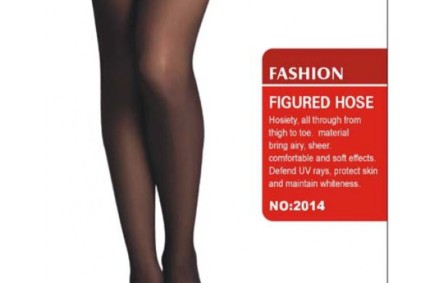 FASHION
FIGURED HOSE
Hosiety, all through from
thigh to toe. material
bring airy, sheer.
comfortable and soft effects.
Defend UV rays, protect skin
and maintain whiteness.
NO:2014